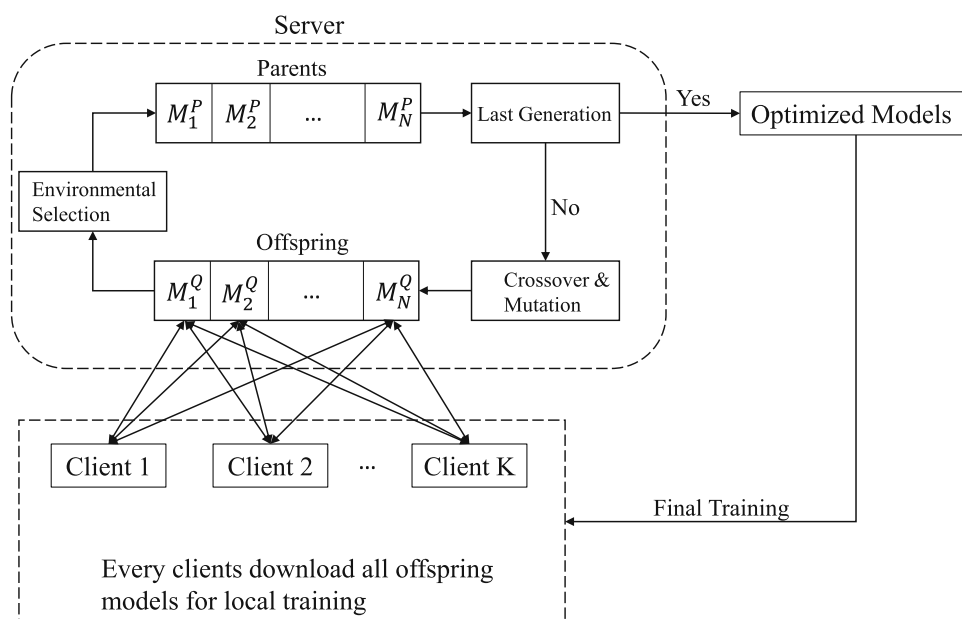 Server
Parents
M_1^P M_2^P ... M_N^P
Last Generation
Yes
Optimized Models
Environmental
Selection
No
Offspring
M_1^Q M_2^Q ... M_N^Q
Crossover &
Mutation
Client 1
Client 2
...
Client K
Final Training
Every clients download all offspring
models for local training